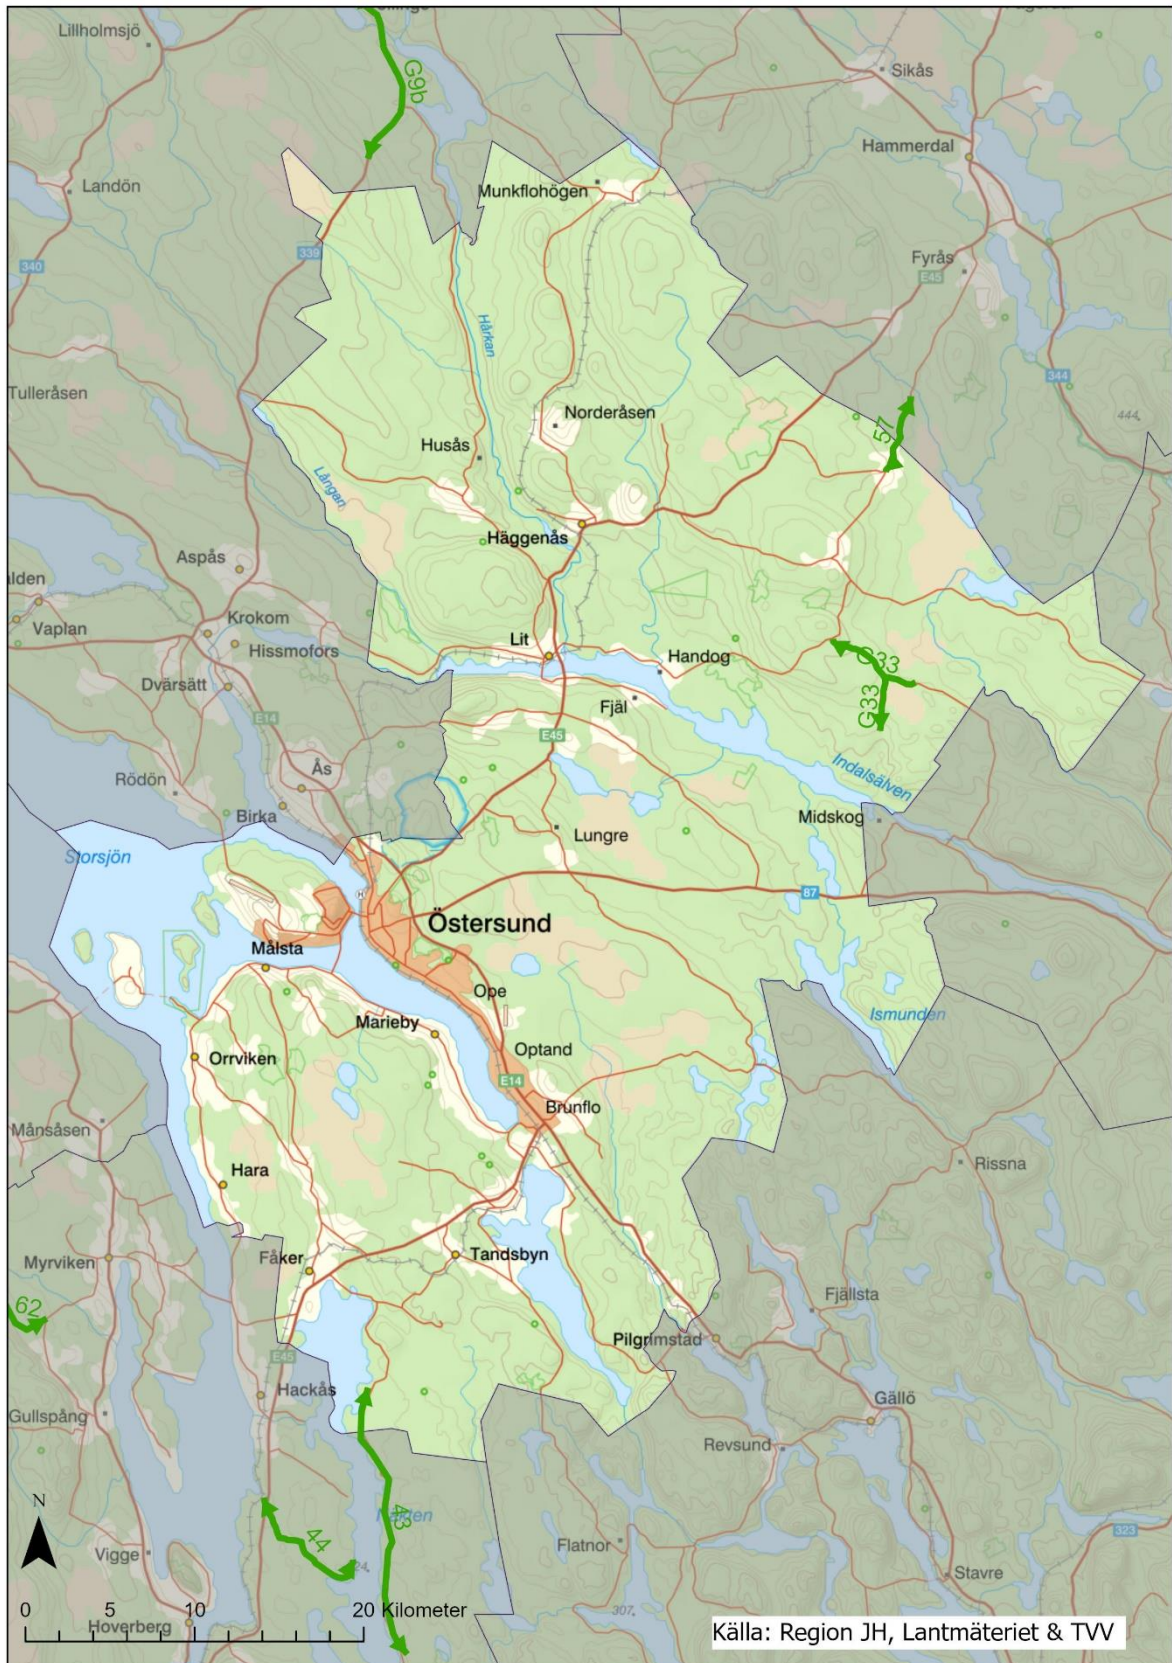 Lillholmsjö
G9b
Sikås
Hammerdal
Landön
Munkflohögen
339
340
Fyrås
E45
Hårkan
344
Tulleråsen
444
Norderåsen
57
Husås
Långan
Häggenås
Aspås
Krokom
Vaplan
Hissmofors
Lit
Handog
G33
Dvärsätt
Fjäl
G33
E14
E45
Ås
Rödön
Indalsälven
Birka
Midskog
Lungre
Storsjön
87
H
Östersund
Målsta
Ope
Ismunden
Marieby
Optand
Orrviken
E14
Brunflo
Månsåsen
Rissna
Hara
Myrviken
Fåker
Tandsbyn
62
Fjällsta
Pilgrimstad
E45
Hackås
Gällö
Gullspång
Revsund
N
43
Näkten
44
323
Vigge
Flatnor
Stavre
0 5 10 20 Kilometer
Hoverberg
307
Källa: Region JH, Lantmäteriet & TVV